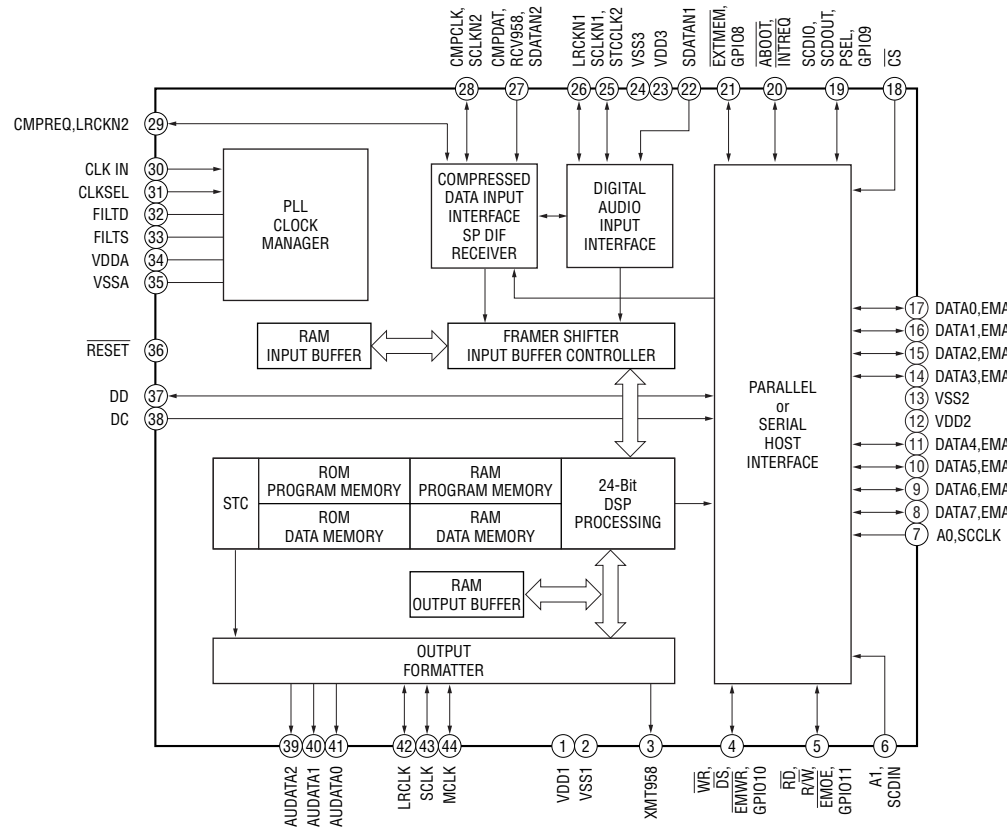 CMPCLK,
SCLKN2
CMPDAT,
RCV958,
SDATAN2
LRCKN1
SCLKN1,
STCCLK2
VSS3
VDD3
SDATAN1
EXTMEM,
GPIO8
ABOOT,
INTREQ
SCDIO,
SCDOUT,
PSEL,
GPIO9
CS
28
27
26
25
24
23
22
21
20
19
18
CMPREQ,LRCKN2
29
CLK IN
30
CLKSEL
31
FILTD
32
FILTS
33
VDDA
34
VSSA
35
PLL
CLOCK
MANAGER
COMPRESSED
DATA INPUT
INTERFACE
SP DIF
RECEIVER
DIGITAL
AUDIO
INPUT
INTERFACE
RAM
INPUT BUFFER
FRAMER SHIFTER
INPUT BUFFER CONTROLLER
RESET
36
DD
37
DC
38
PARALLEL
or
SERIAL
HOST
INTERFACE
17 DATA0,EMA
16 DATA1,EMA
15 DATA2,EMA
14 DATA3,EMA
13 VSS2
12 VDD2
11 DATA4,EMA
10 DATA5,EMA
9 DATA6,EMA
8 DATA7,EMA
7 A0,SCCLK
STC
ROM
PROGRAM MEMORY
RAM
PROGRAM MEMORY
ROM
DATA MEMORY
RAM
DATA MEMORY
24-Bit
DSP
PROCESSING
RAM
OUTPUT BUFFER
OUTPUT
FORMATTER
39
40
41
42
43
44
1
2
3
4
5
6
AUDATA2
AUDATA1
AUDATA0
LRCLK
SCLK
MCLK
VDD1
VSS1
XMT958
WR,
DS,
EMWR,
GPIO10
RD,
R/W,
EMOE,
GPIO11
A1,
SCDIN